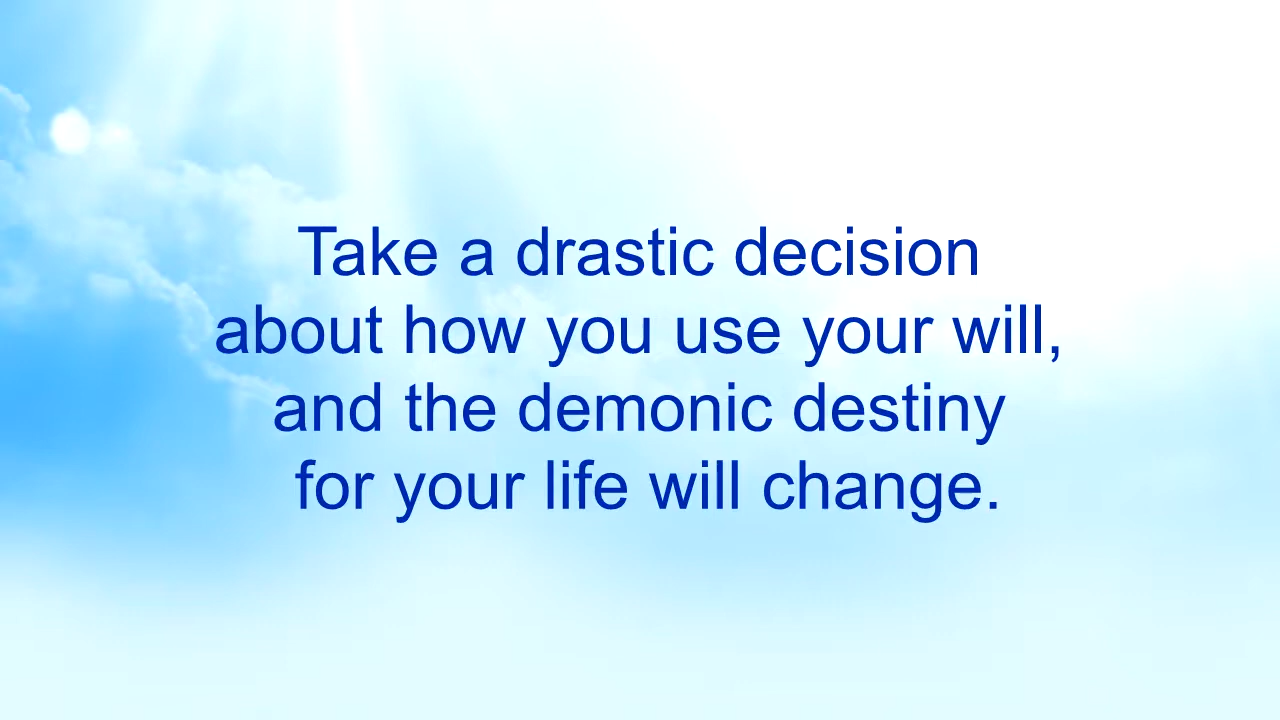 Take a drastic decision
about how you use your will,
and the demonic destiny
for your life will change.